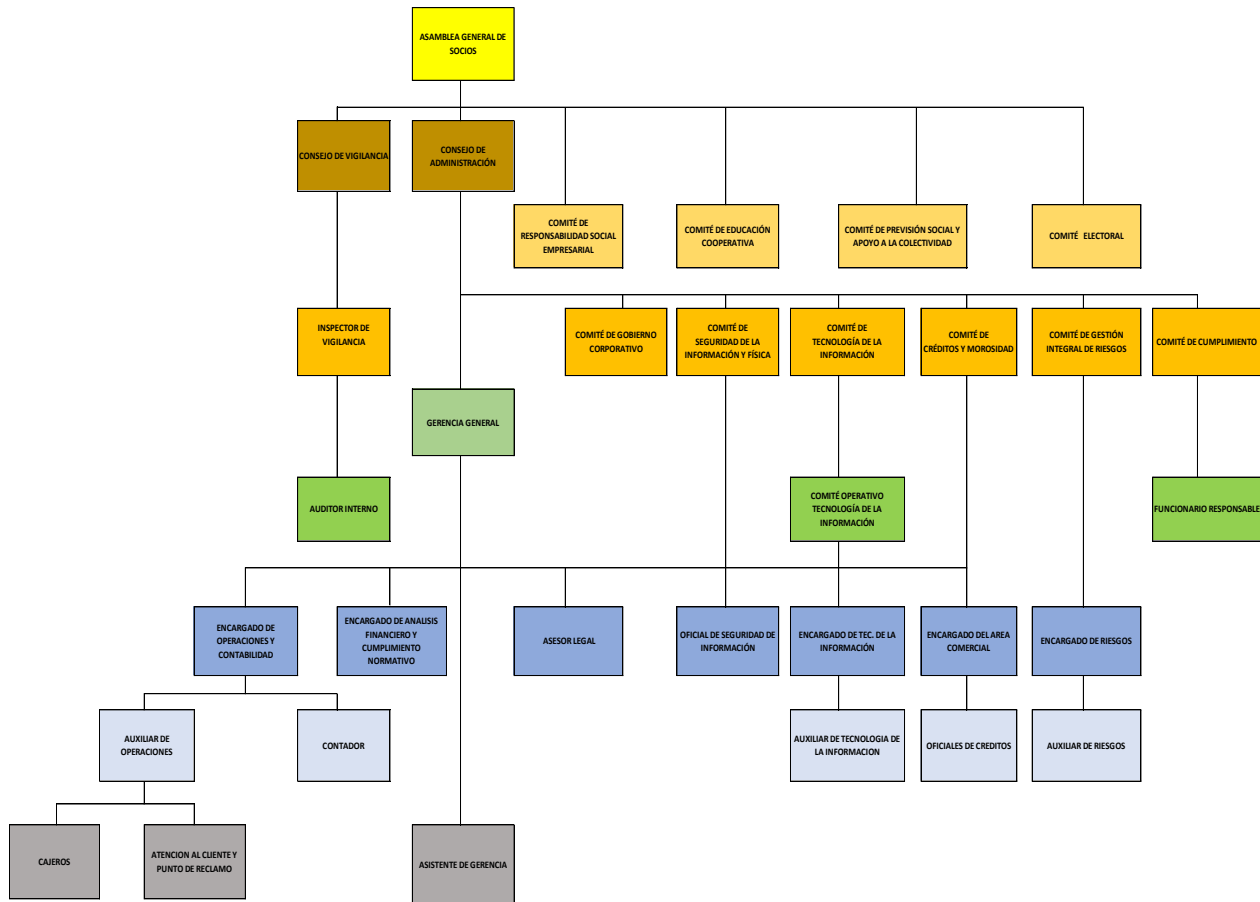 ASAMBLEA GENERAL DE
SOCIOS
CONSEJO DE VIGILANCIA
CONSEJO DE
ADMINISTRACIÓN
COMITÉ DE
RESPONSABILIDAD SOCIAL
EMPRESARIAL
COMITÉ DE EDUCACIÓN
COOPERATIVA
COMITÉ DE PREVISIÓN SOCIAL Y
APOYO A LA COLECTIVIDAD
COMITÉ ELECTORAL
INSPECTOR DE
VIGILANCIA
COMITÉ DE GOBIERNO
CORPORATIVO
COMITÉ DE
SEGURIDAD DE LA
INFORMACIÓN Y FÍSICA
COMITÉ DE
TECNOLOGÍA DE LA
INFORMACIÓN
COMITÉ DE
CRÉDITOS Y MOROSIDAD
COMITÉ DE GESTIÓN
INTEGRAL DE RIESGOS
COMITÉ DE CUMPLIMIENTO
GERENCIA GENERAL
AUDITOR INTERNO
COMITÉ OPERATIVO
TECNOLOGÍA DE LA
INFORMACIÓN
FUNCIONARIO RESPONSABLE
ENCARGADO DE
OPERACIONES Y
CONTABILIDAD
ENCARGADO DE ANALISIS
FINANCIERO Y
CUMPLIMIENTO
NORMATIVO
ASESOR LEGAL
OFICIAL DE SEGURIDAD DE
INFORMACIÓN
ENCARGADO DE TEC. DE LA
INFORMACIÓN
ENCARGADO DEL AREA
COMERCIAL
ENCARGADO DE RIESGOS
AUXILIAR DE
OPERACIONES
CONTADOR
AUXILIAR DE TECNOLOGIA DE
LA INFORMACION
OFICIALES DE CREDITOS
AUXILIAR DE RIESGOS
CAJEROS
ATENCION AL CLIENTE Y
PUNTO DE RECLAMO
ASISTENTE DE GERENCIA